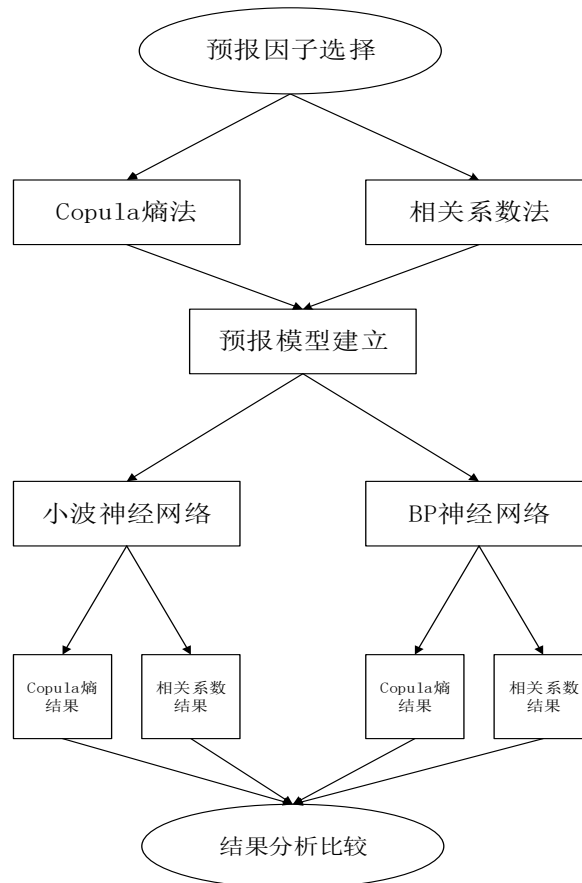 预报因子选择
Copula熵法
相关系数法
预报模型建立
小波神经网络
BP神经网络
Copula熵
结果
相关系数
结果
Copula熵
结果
相关系数
结果
结果分析比较